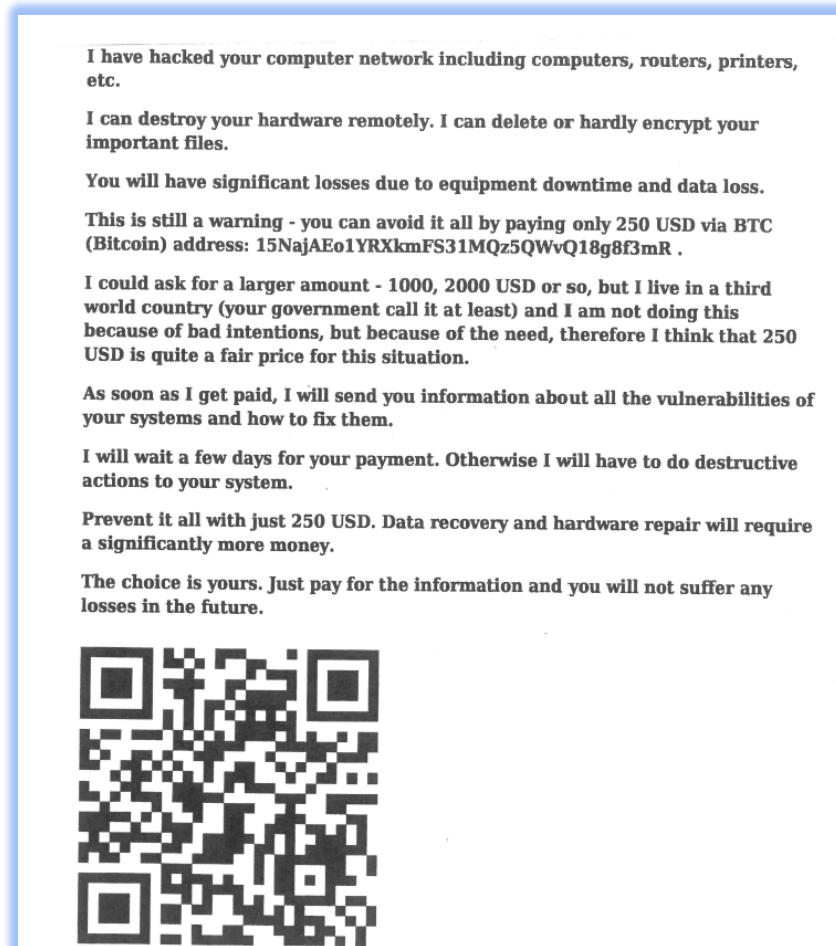 I have hacked your computer network including computers, routers, printers,
etc.
I can destroy your hardware remotely. I can delete or hardly encrypt your
important files.
You will have significant losses due to equipment downtime and data loss.
This is still a warning - you can avoid it all by paying only 250 USD via BTC
(Bitcoin) address: 15NajAEo1YRXkmFS31MQz5QWvQ18g8f3mR .
I could ask for a larger amount - 1000, 2000 USD or so, but I live in a third
world country (your government call it at least) and I am not doing this
because of bad intentions, but because of the need, therefore I think that 250
USD is quite a fair price for this situation.
As soon as I get paid, I will send you information about all the vulnerabilities of
your systems and how to fix them.
I will wait a few days for your payment. Otherwise I will have to do destructive
actions to your system.
Prevent it all with just 250 USD. Data recovery and hardware repair will require
a significantly more money.
The choice is yours. Just pay for the information and you will not suffer any
losses in the future.